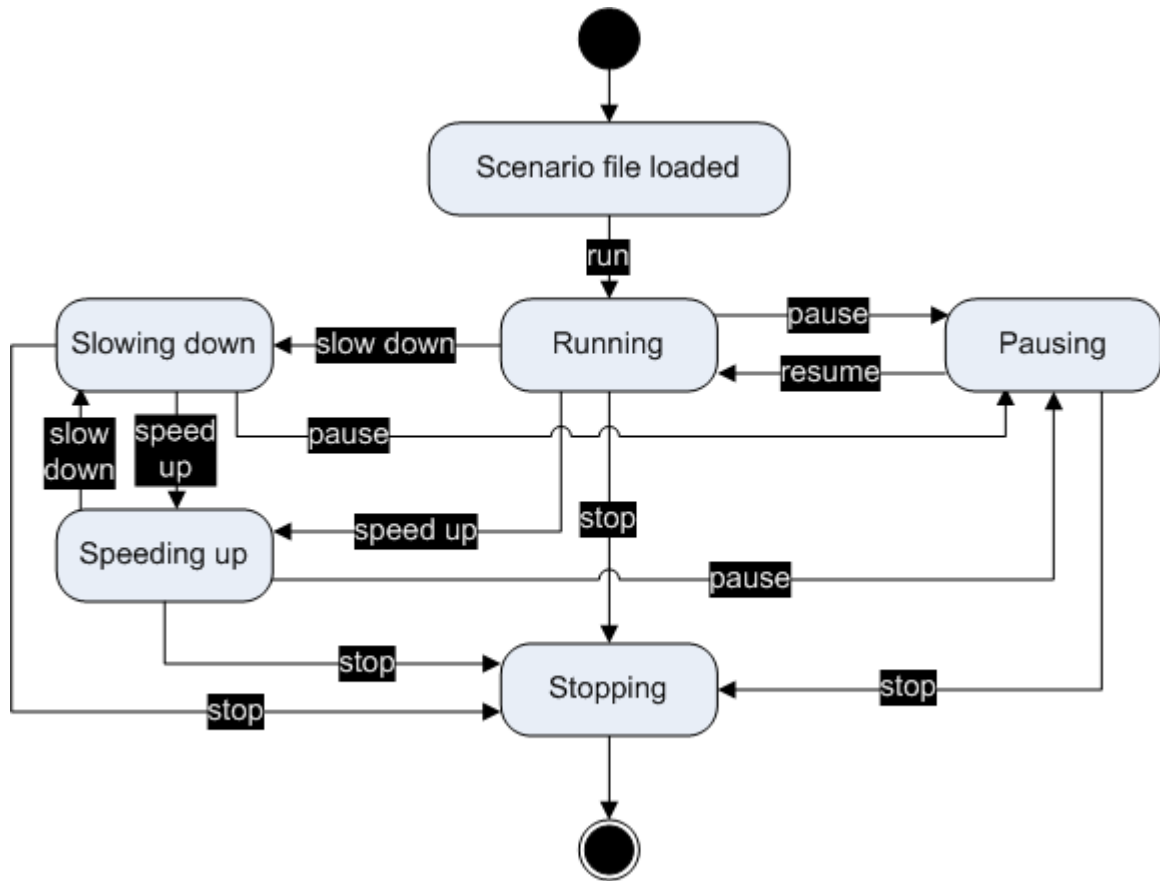 Scenario file loaded
run
Slowing down
slow down
Running
pause
resume
Pausing
slow
down
speed
up
pause
Speeding up
speed up
stop
pause
stop
stop
Stopping
stop